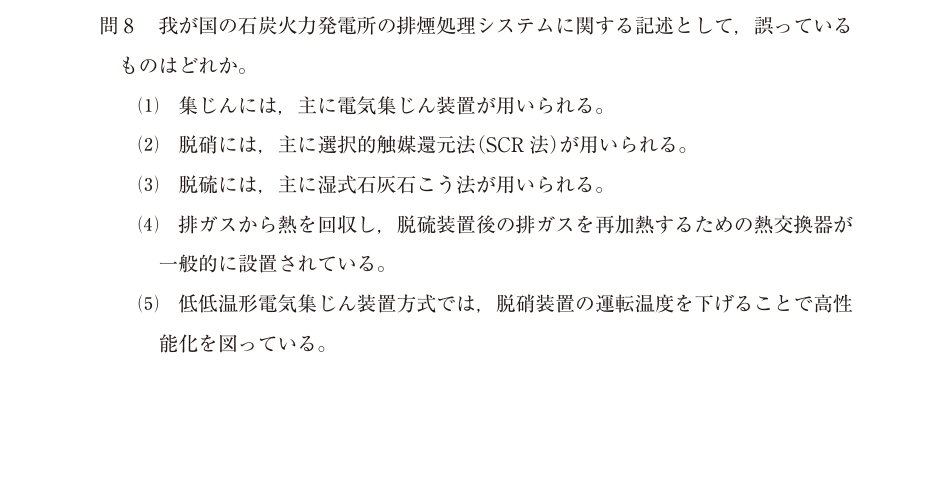 問８　我が国の石炭火力発電所の排煙処理システムに関する記述として，誤っている
ものはどれか。
⑴　集じんには，主に電気集じん装置が用いられる。
⑵　脱硝には，主に選択的触媒還元法(SCR 法)が用いられる。
⑶　脱硫には，主に湿式石灰石こう法が用いられる。
⑷　排ガスから熱を回収し，脱硫装置後の排ガスを再加熱するための熱交換器が
一般的に設置されている。
⑸　低低温形電気集じん装置方式では，脱硝装置の運転温度を下げることで高性
能化を図っている。